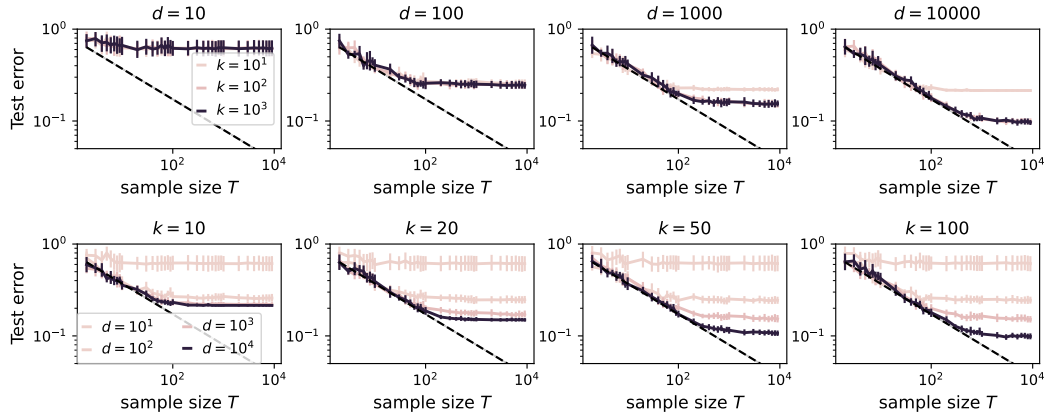 d = 10
d = 100
d = 1000
d = 10000
Test error
10⁰
10⁻¹
10²
10⁴
sample size T
k = 10¹
k = 10²
k = 10³
10⁰
10⁻¹
10²
10⁴
sample size T
10⁰
10⁻¹
10²
10⁴
sample size T
10⁰
10⁻¹
10²
10⁴
sample size T
k = 10
k = 20
k = 50
k = 100
Test error
10⁰
10⁻¹
10²
10⁴
sample size T
d = 10¹
d = 10³
d = 10²
d = 10⁴
10⁰
10⁻¹
10²
10⁴
sample size T
10⁰
10⁻¹
10²
10⁴
sample size T
10⁰
10⁻¹
10²
10⁴
sample size T